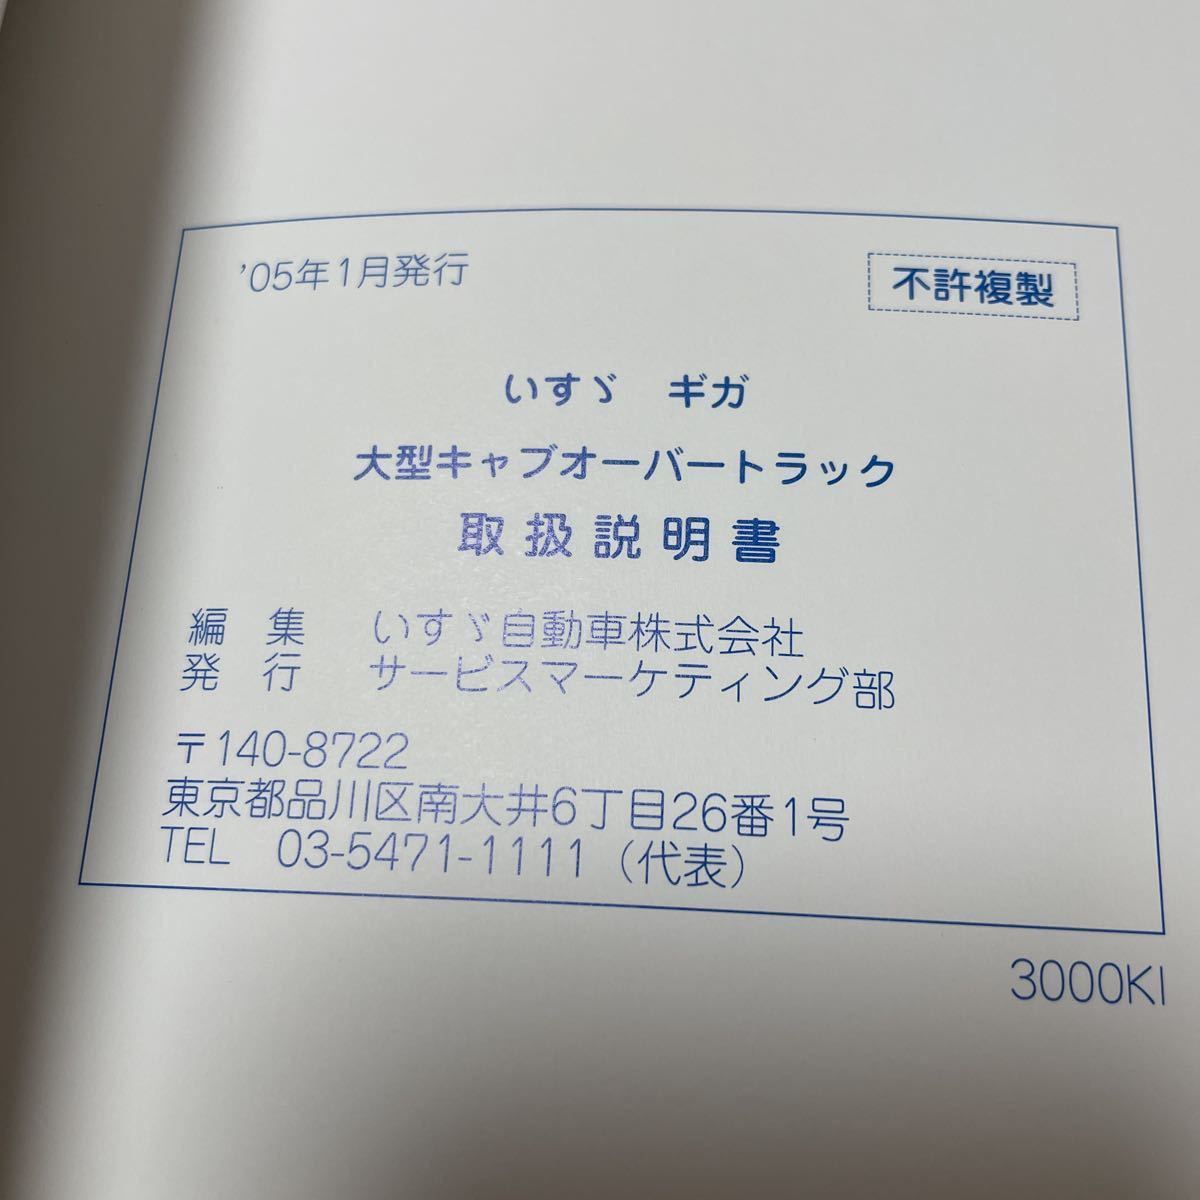 '05年1月発行
不許複製
いすゞ ギガ
大型キャブオーバートラック
取扱説明書
編 集 いすゞ自動車株式会社
発 行 サービスマーケティング部
〒140-8722
東京都品川区南大井6丁目26番1号
TEL 03-5471-1111(代表)
3000KI